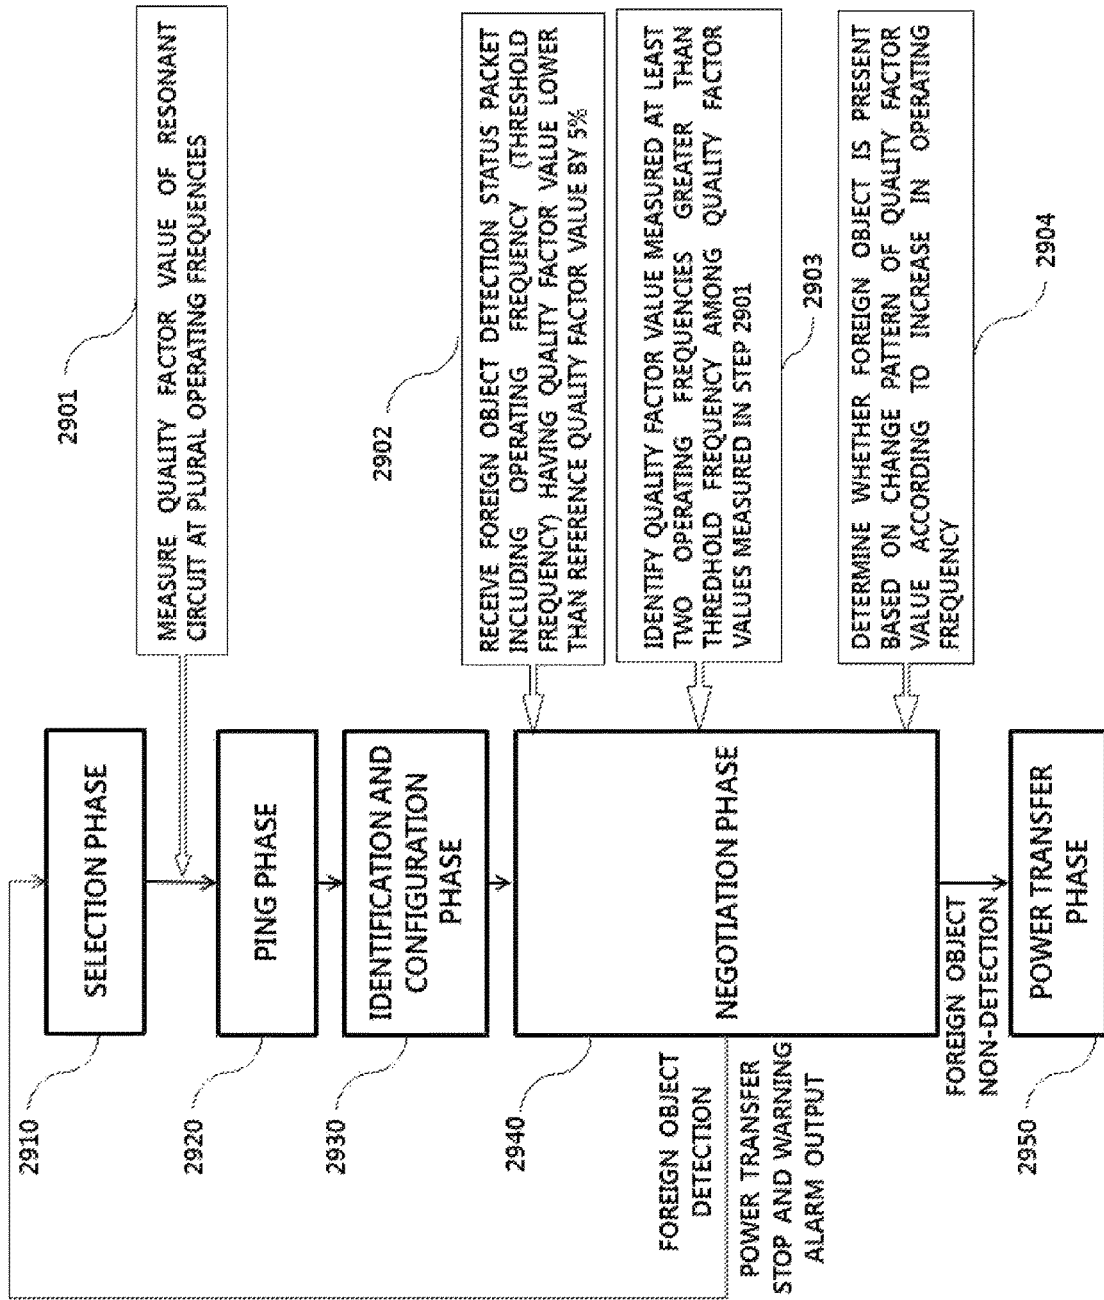 2910
SELECTION PHASE
2901
MEASURE QUALITY FACTOR VALUE OF RESONANT
CIRCUIT AT PLURAL OPERATING FREQUENCIES
2920
PING PHASE
2930
IDENTIFICATION AND
CONFIGURATION
PHASE
2940
NEGOTIATION PHASE
2902
RECEIVE FOREIGN OBJECT DETECTION STATUS PACKET
INCLUDING OPERATING FREQUENCY (THRESHOLD
FREQUENCY) HAVING QUALITY FACTOR VALUE LOWER
THAN REFERENCE QUALITY FACTOR VALUE BY 5%
IDENTIFY QUALITY FACTOR VALUE MEASURED AT LEAST
TWO OPERATING FREQUENCIES GREATER THAN
THREDHOLD FREQUENCY AMONG QUALITY FACTOR
VALUES MEASURED IN STEP 2901
2903
DETERMINE WHETHER FOREIGN OBJECT IS PRESENT
BASED ON CHANGE PATTERN OF QUALITY FACTOR
VALUE ACCORDING TO INCREASE IN OPERATING
FREQUENCY
2904
FOREIGN OBJECT
DETECTION
POWER TRANSFER
STOP AND WARNING
ALARM OUTPUT
FOREIGN OBJECT
NON-DETECTION
2950
POWER TRANSFER
PHASE